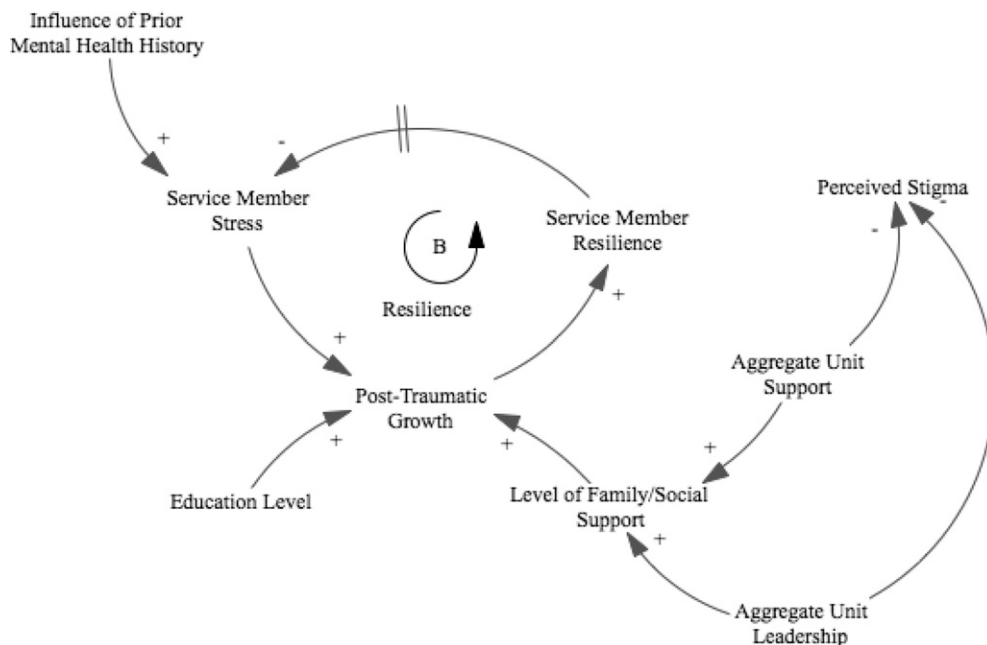 Influence of Prior
Mental Health History
+
-
Service Member
Stress
Service Member
Resilience
Perceived Stigma
-
-
B
Resilience
+
+
Post-Traumatic
Growth
Aggregate Unit
Support
+
+
+
Education Level
Level of Family/Social
Support
+
Aggregate Unit
Leadership